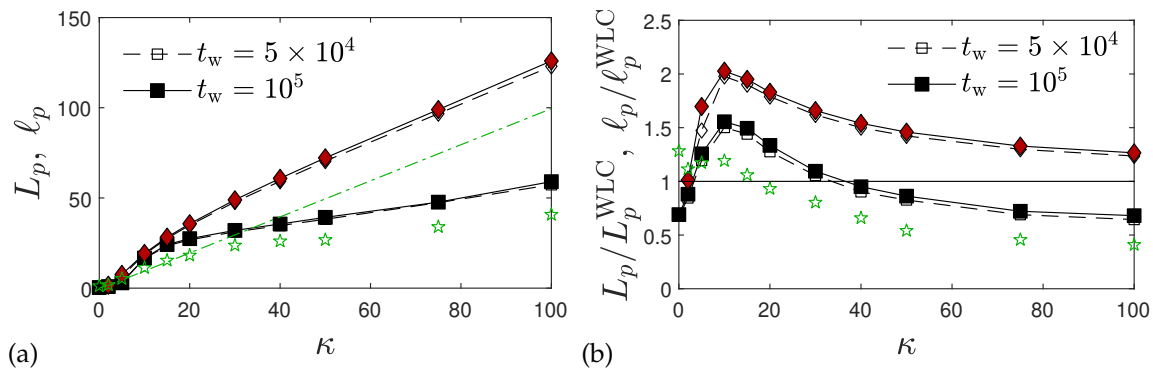 150
100
50
0
0 20 40 60 80 100
L_p, ℓ_p
κ
t_w = 5 × 10^4
t_w = 10^5
(a)
2.5
2
1.5
1
0.5
0
0 20 40 60 80 100
L_p/L_p^WLC , ℓ_p/ℓ_p^WLC
κ
t_w = 5 × 10^4
t_w = 10^5
(b)